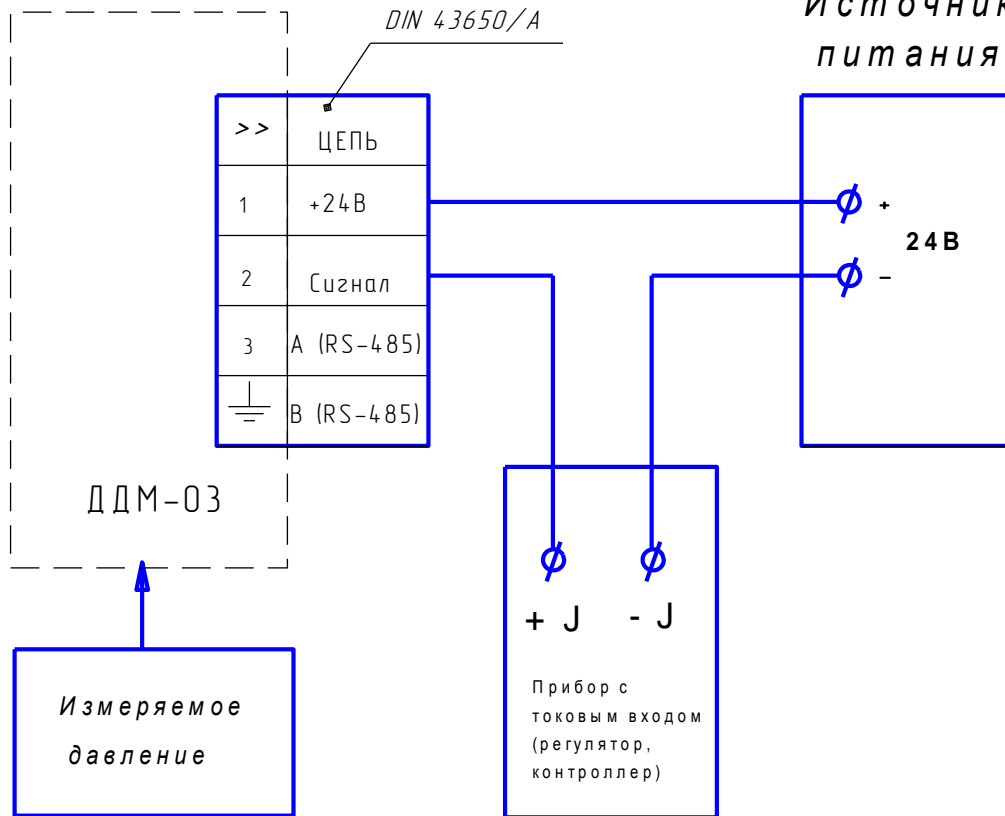 DIN 43650/A
Источник
питания
>> ЦЕПЬ
1 +24В
2 Сигнал
3 A (RS-485)
B (RS-485)
+
24В
-
ДДМ-03
+ J - J
Прибор с
токовым входом
(регулятор,
контроллер)
Измеряемое
давление